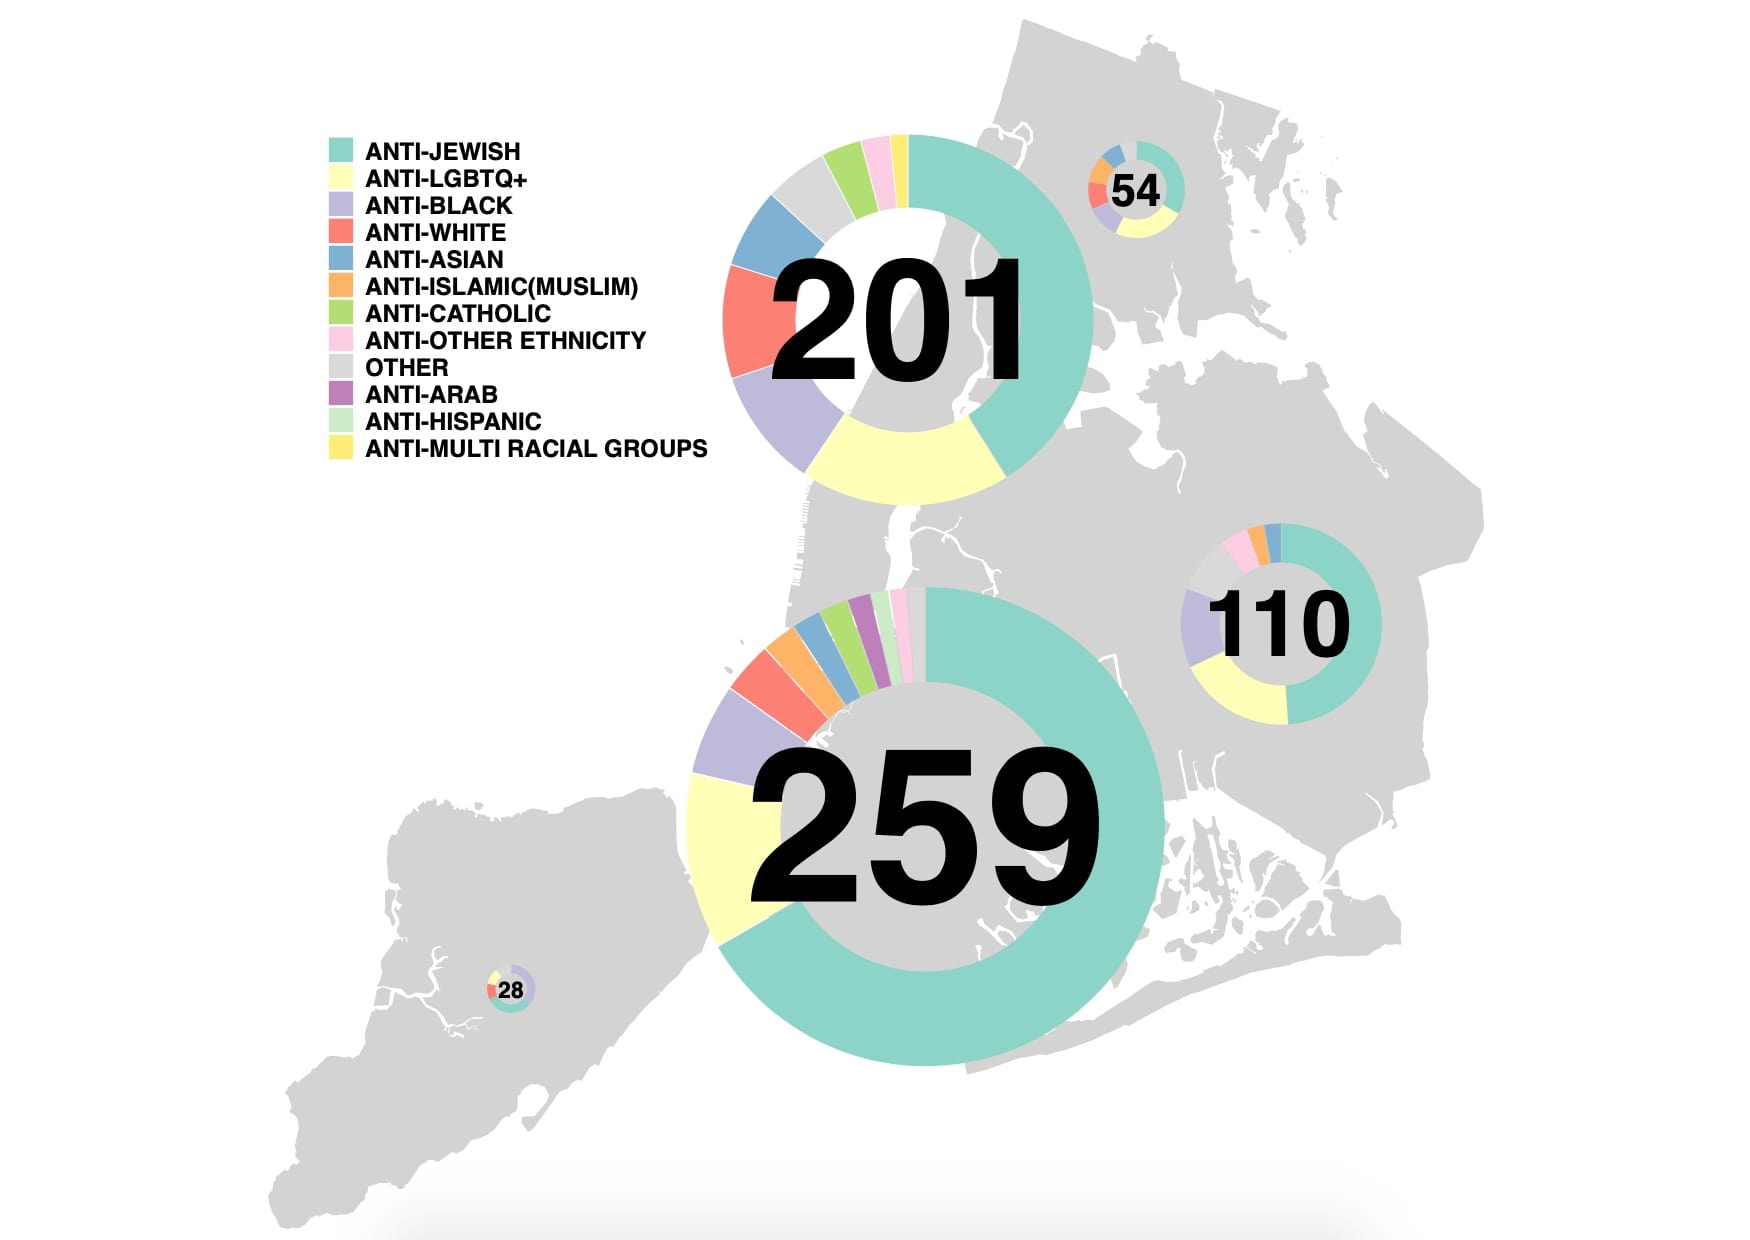 ANTI-JEWISH
ANTI-LGBTQ+
ANTI-BLACK
ANTI-WHITE
ANTI-ASIAN
ANTI-ISLAMIC(MUSLIM)
ANTI-CATHOLIC
ANTI-OTHER ETHNICITY
OTHER
ANTI-ARAB
ANTI-HISPANIC
ANTI-MULTI RACIAL GROUPS
54
201
110
259
28